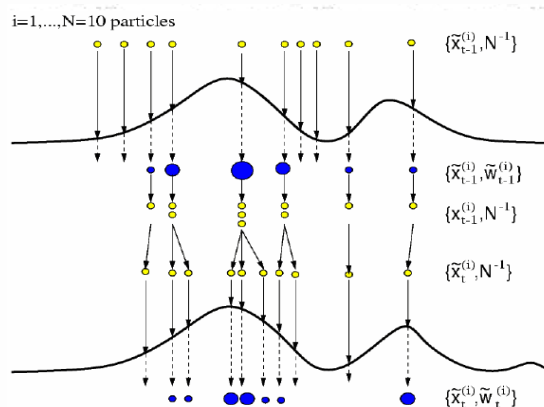 i=1,...,N=10 particles
{x̃_{t-1}^{(i)},N^{-1}}
{x̃_{t-1}^{(i)},w̃_{t-1}^{(i)}}
{x_{t-1}^{(i)},N^{-1}}
{x̃_t^{(i)},N^{-1}}
{x̃_t^{(i)},w̃_t^{(i)}}